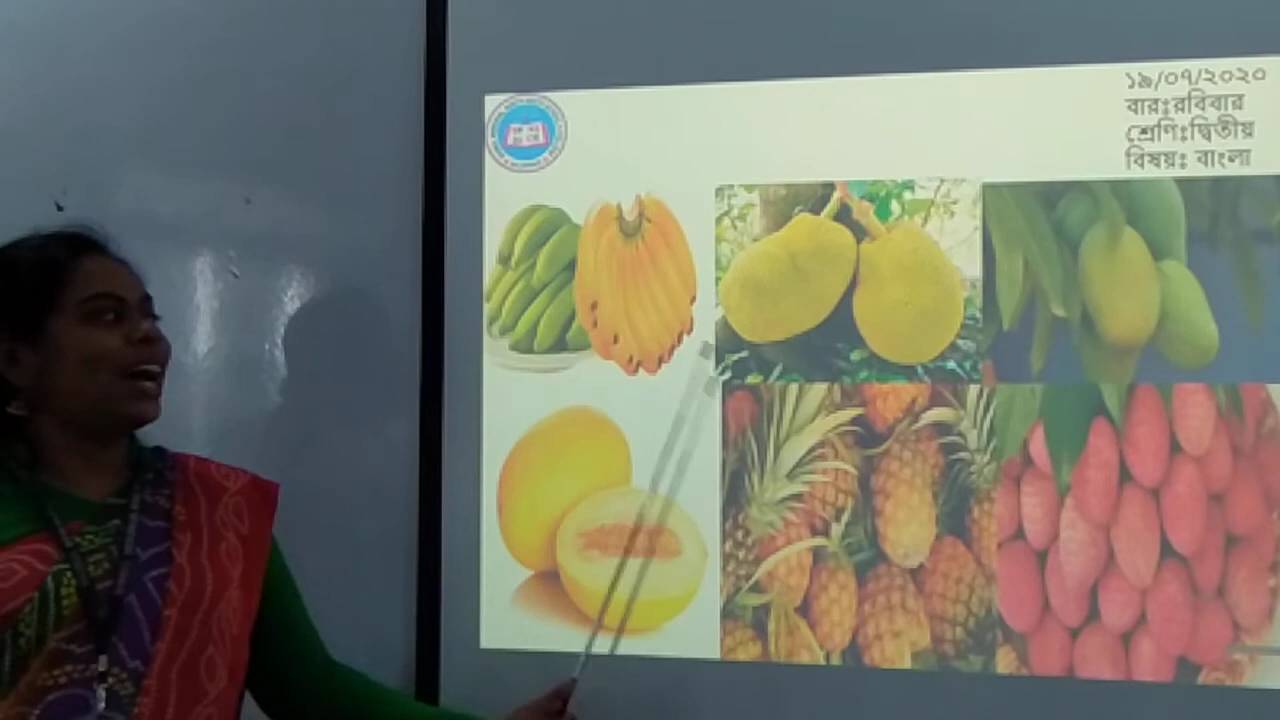 ১৯/০৭/২০২০
বারঃরবিবার
শ্রেণিঃদ্বিতীয়
বিষয়ঃ বাংলা